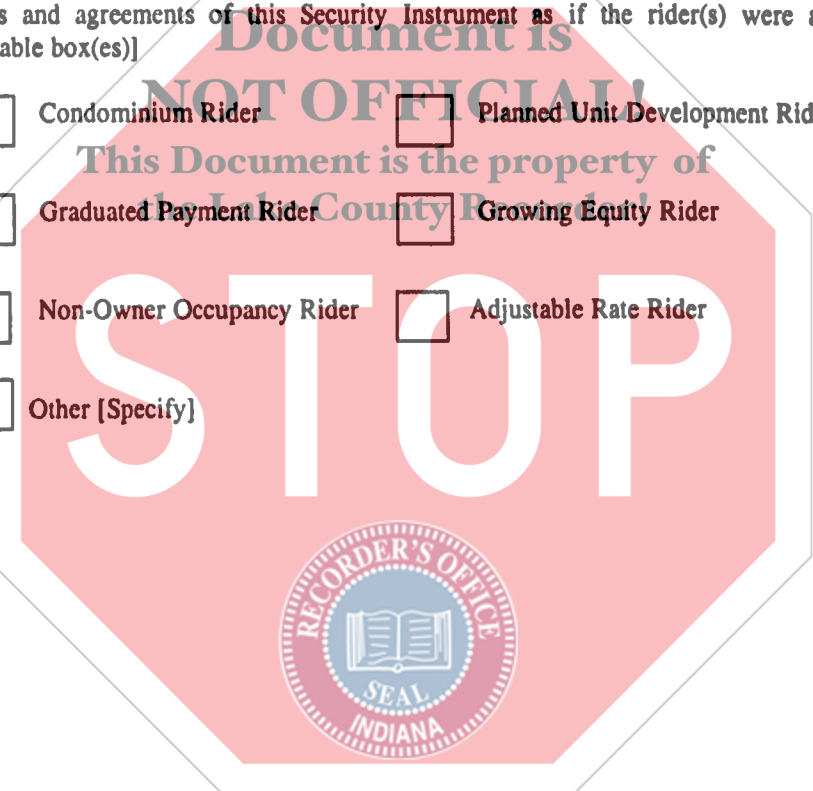 s and agreements of this Security Instrument as if the rider(s) were a
able box(es)]
Document is
NOT OFFICIAL!
Condominium Rider
Planned Unit Development Rid
This Document is the property of
the Lake County Recorder!
Graduated Payment Rider
Growing Equity Rider
Non-Owner Occupancy Rider
Adjustable Rate Rider
STOP
Other [Specify]
RECORDER'S OFFICE
SEAL
INDIANA